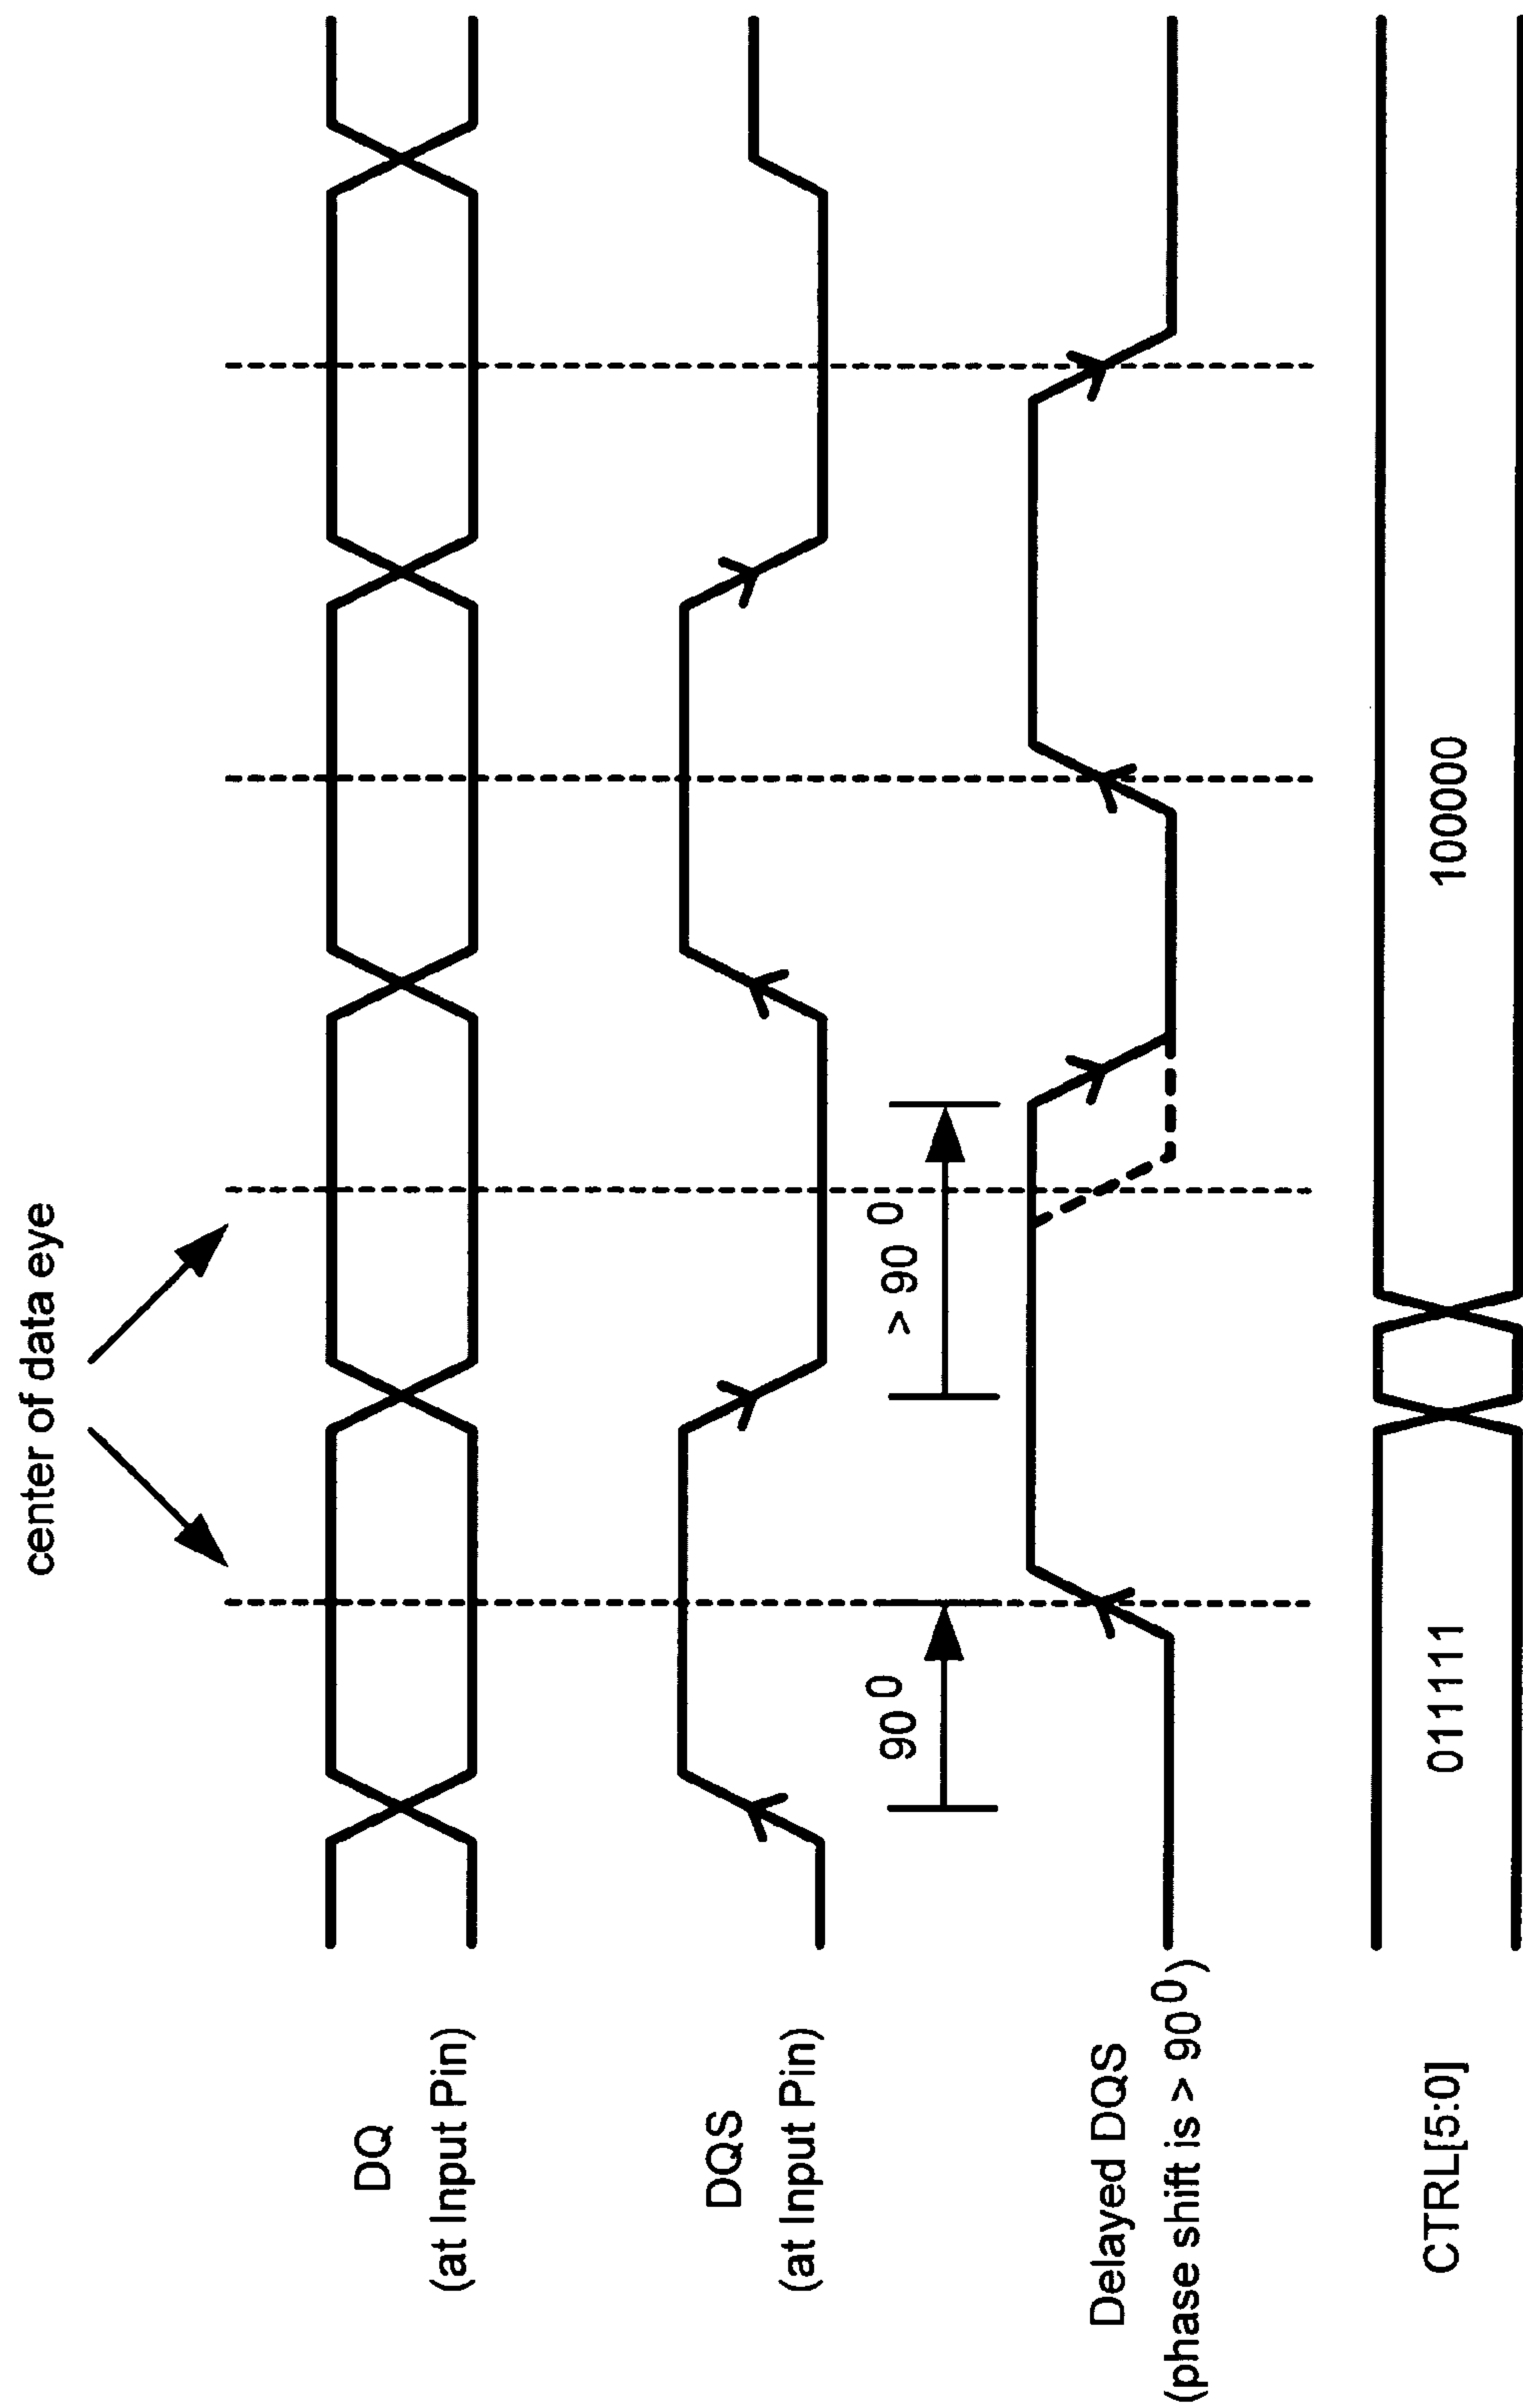 center of data eye
DQ
(at Input Pin)
DQS
(at Input Pin)
90⁰
> 90⁰
Delayed DQS
(phase shift is > 90⁰)
CTRL[5:0]
011111
100000